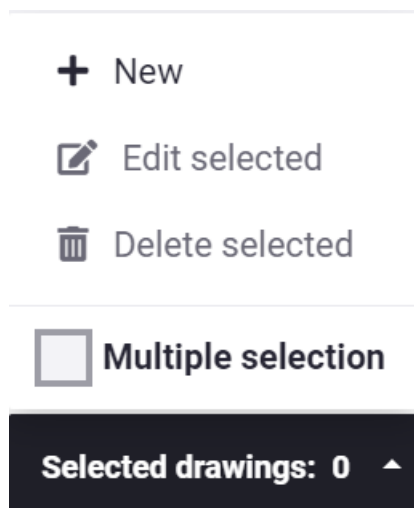 New
Edit selected
Delete selected
Multiple selection
Selected drawings: 0